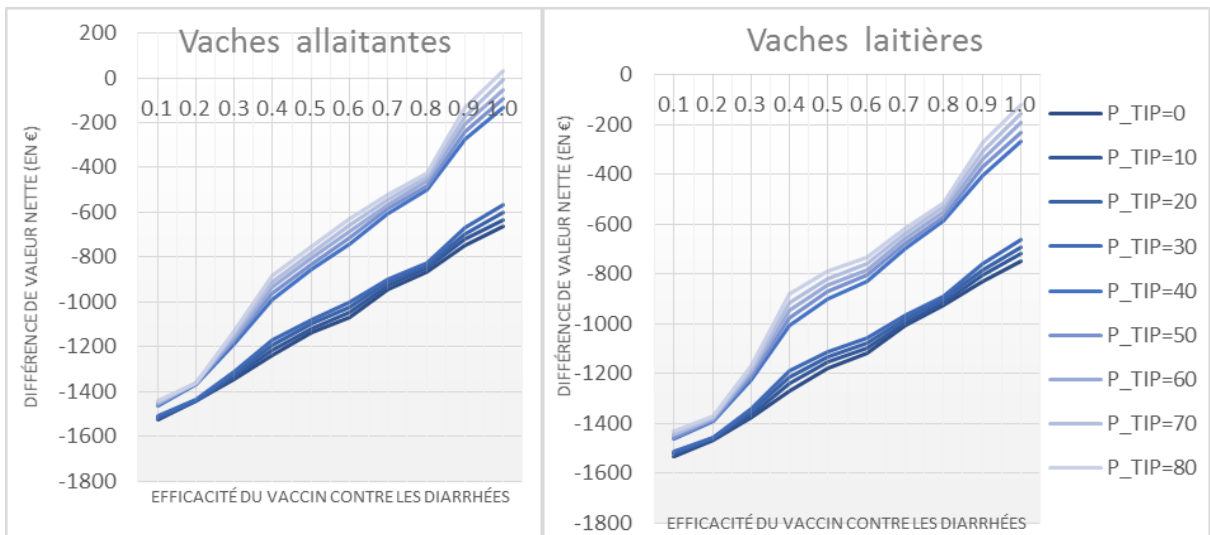 Vaches allaitantes
200
0
-200
-400
-600
-800
-1000
-1200
-1400
-1600
-1800
DIFFÉRENCE DE VALEUR NETTE (EN €)
0.1 0.2 0.3 0.4 0.5 0.6 0.7 0.8 0.9 1.0
EFFICACITÉ DU VACCIN CONTRE LES DIARRHÉES
Vaches laitières
0
-200
-400
-600
-800
-1000
-1200
-1400
-1600
-1800
DIFFÉRENCE DE VALEUR NETTE (EN €)
0.1 0.2 0.3 0.4 0.5 0.6 0.7 0.8 0.9 1.0
EFFICACITÉ DU VACCIN CONTRE LES DIARRHÉES
P_TIP=0
P_TIP=10
P_TIP=20
P_TIP=30
P_TIP=40
P_TIP=50
P_TIP=60
P_TIP=70
P_TIP=80